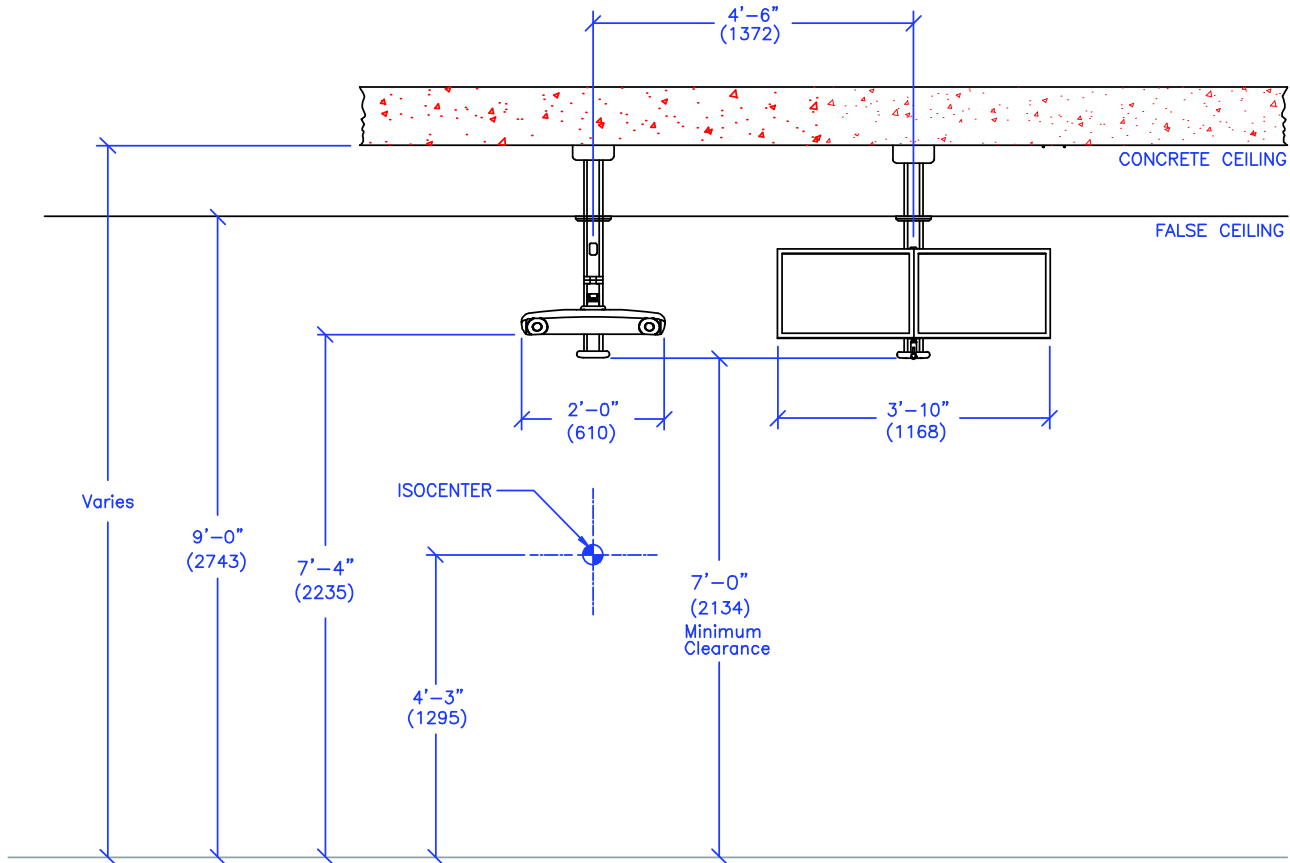 4'-6"
(1372)
CONCRETE CEILING
FALSE CEILING
2'-0"
(610)
3'-10"
(1168)
ISOCENTER
Varies
9'-0"
(2743)
7'-4"
(2235)
7'-0"
(2134)
Minimum
Clearance
4'-3"
(1295)